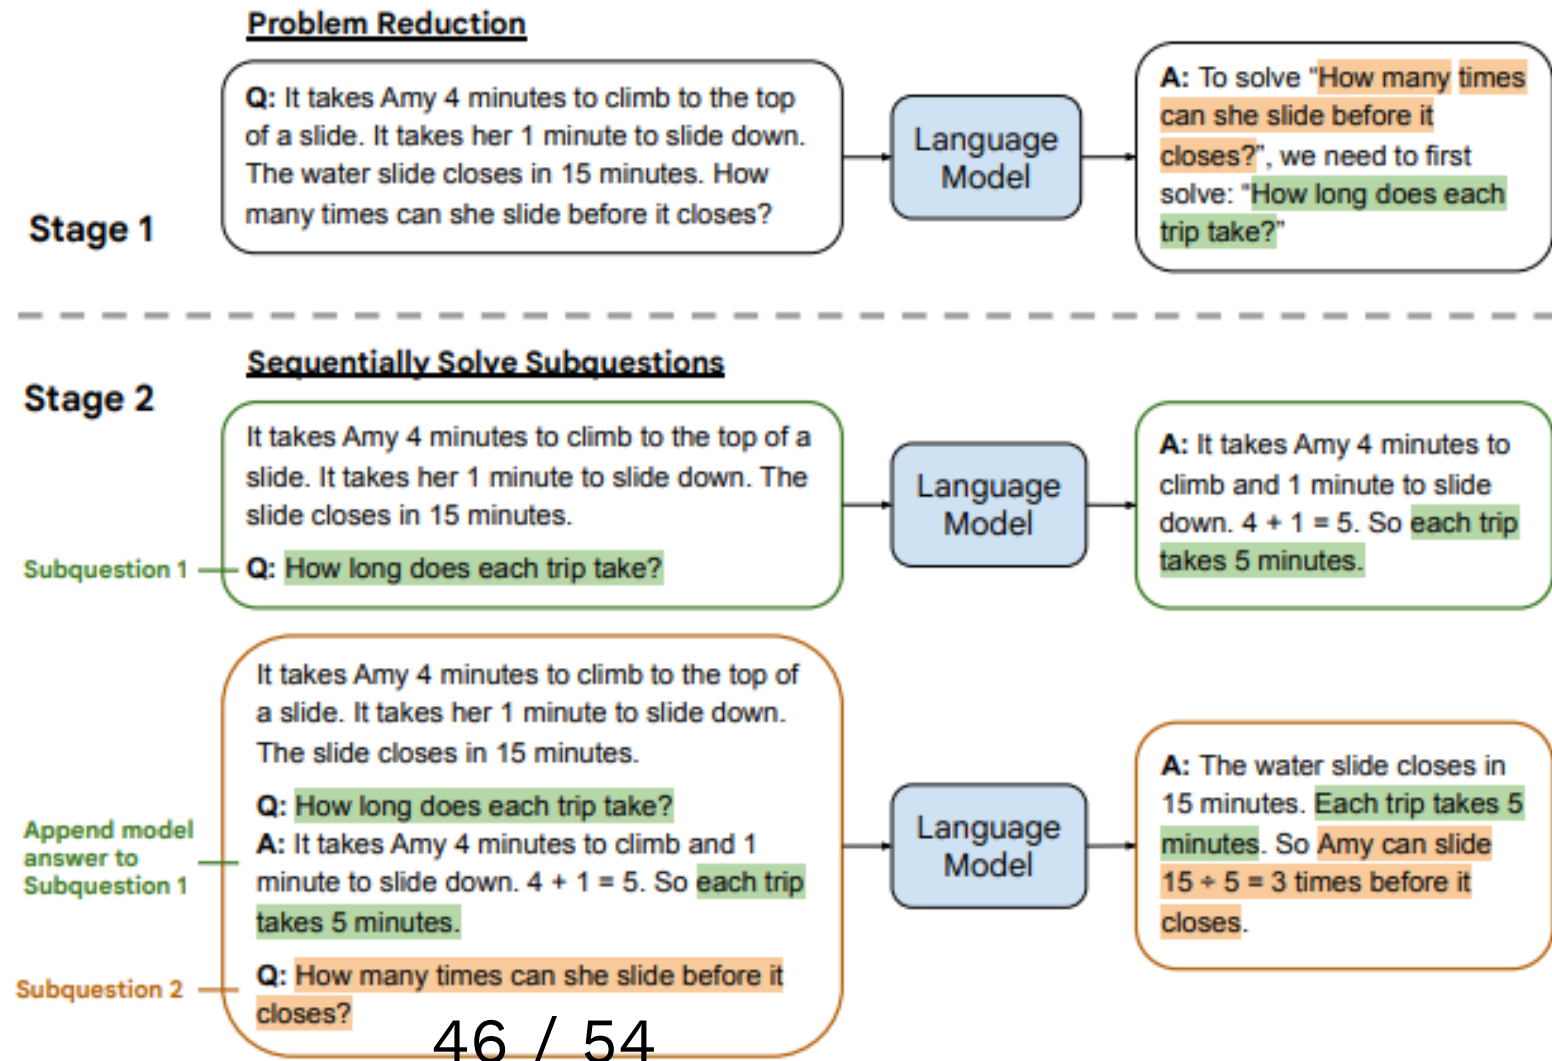 Problem Reduction
Q: It takes Amy 4 minutes to climb to the top
of a slide. It takes her 1 minute to slide down.
The water slide closes in 15 minutes. How
many times can she slide before it closes?
Language
Model
A: To solve “How many times
can she slide before it
closes?”, we need to first
solve: “How long does each
trip take?”
Stage 1
Sequentially Solve Subquestions
Stage 2
It takes Amy 4 minutes to climb to the top of a
slide. It takes her 1 minute to slide down. The
slide closes in 15 minutes.
Subquestion 1
Q: How long does each trip take?
Language
Model
A: It takes Amy 4 minutes to
climb and 1 minute to slide
down. 4 + 1 = 5. So each trip
takes 5 minutes.
It takes Amy 4 minutes to climb to the top of
a slide. It takes her 1 minute to slide down.
The slide closes in 15 minutes.
Q: How long does each trip take?
Append model
answer to
Subquestion 1
A: It takes Amy 4 minutes to climb and 1
minute to slide down. 4 + 1 = 5. So each trip
takes 5 minutes.
Subquestion 2
Q: How many times can she slide before it
closes?
Language
Model
A: The water slide closes in
15 minutes. Each trip takes 5
minutes. So Amy can slide
15 ÷ 5 = 3 times before it
closes.
46 / 54